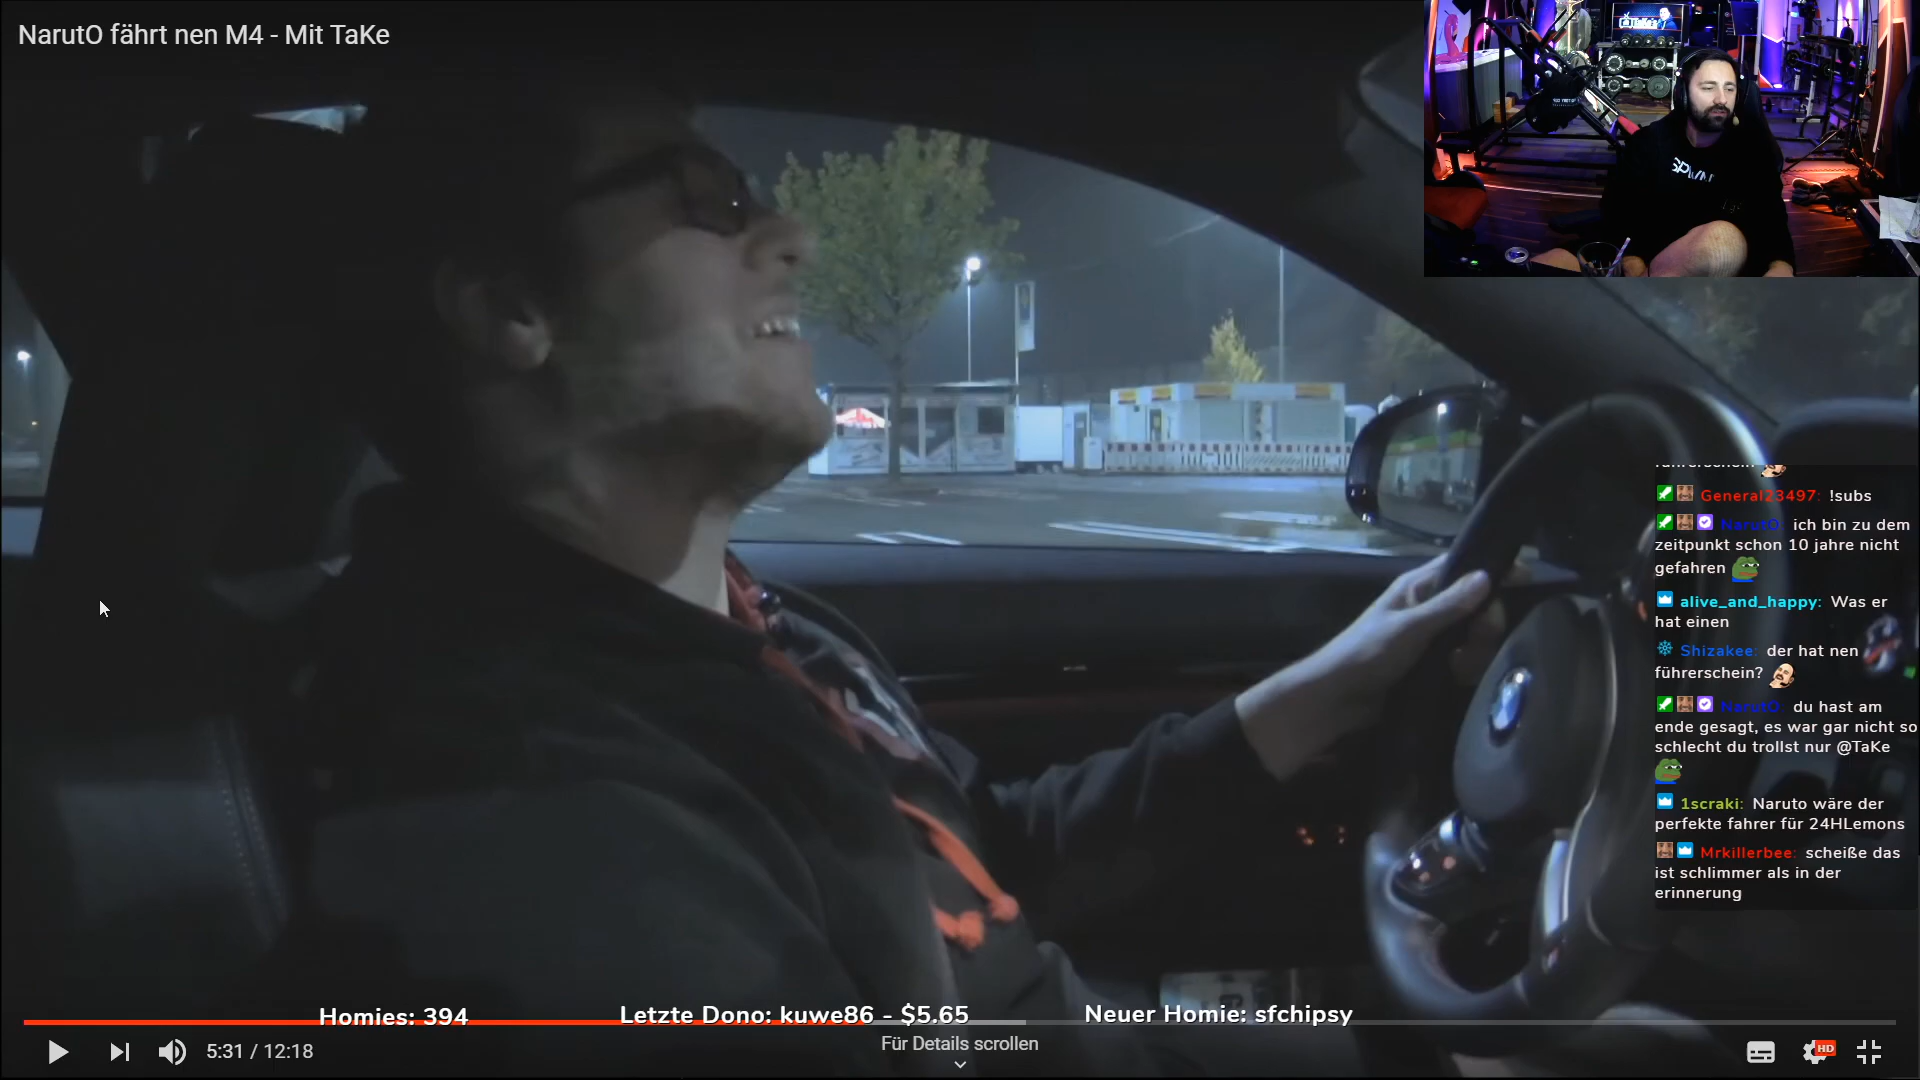 NarutO fährt nen M4 - Mit TaKe
SPWN
General23497: !subs
NarutO: ich bin zu dem
zeitpunkt schon 10 jahre nicht
gefahren
alive_and_happy: Was er
hat einen
Shizakee: der hat nen
führerschein?
NarutO: du hast am
ende gesagt, es war gar nicht so
schlecht du trollst nur @TaKe
1scraki: Naruto wäre der
perfekte fahrer für 24HLemons
Mrkillerbee: scheiße das
ist schlimmer als in der
erinnerung
Homies: 394
Letzte Dono: kuwe86 - $5.65
Neuer Homie: sfchipsy
5:31 / 12:18
Für Details scrollen
HD